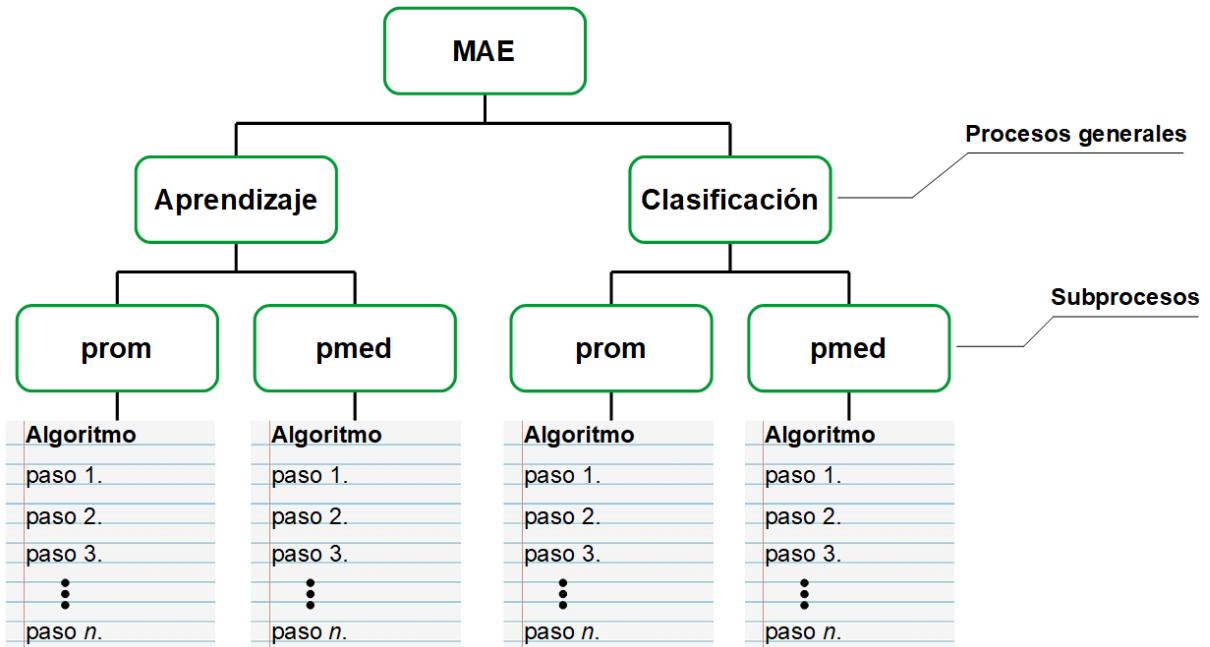 MAE
Procesos generales
Aprendizaje
Clasificación
Subprocesos
prom
pmed
prom
pmed
Algoritmo
paso 1.
paso 2.
paso 3.
paso n.
Algoritmo
paso 1.
paso 2.
paso 3.
paso n.
Algoritmo
paso 1.
paso 2.
paso 3.
paso n.
Algoritmo
paso 1.
paso 2.
paso 3.
paso n.